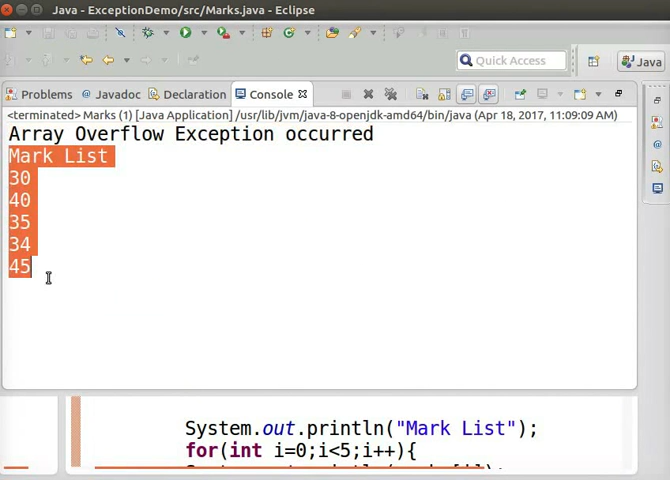 Java - ExceptionDemo/src/Marks.java - Eclipse
Quick Access
Java
Problems
@ Javadoc
Declaration
Console
<terminated> Marks (1) [Java Application] /usr/lib/jvm/java-8-openjdk-amd64/bin/java (Apr 18, 2017, 11:09:09 AM)
Array Overflow Exception occurred
Mark List
30
40
35
34
45
System.out.println("Mark List");
for(int i=0;i<5;i++){